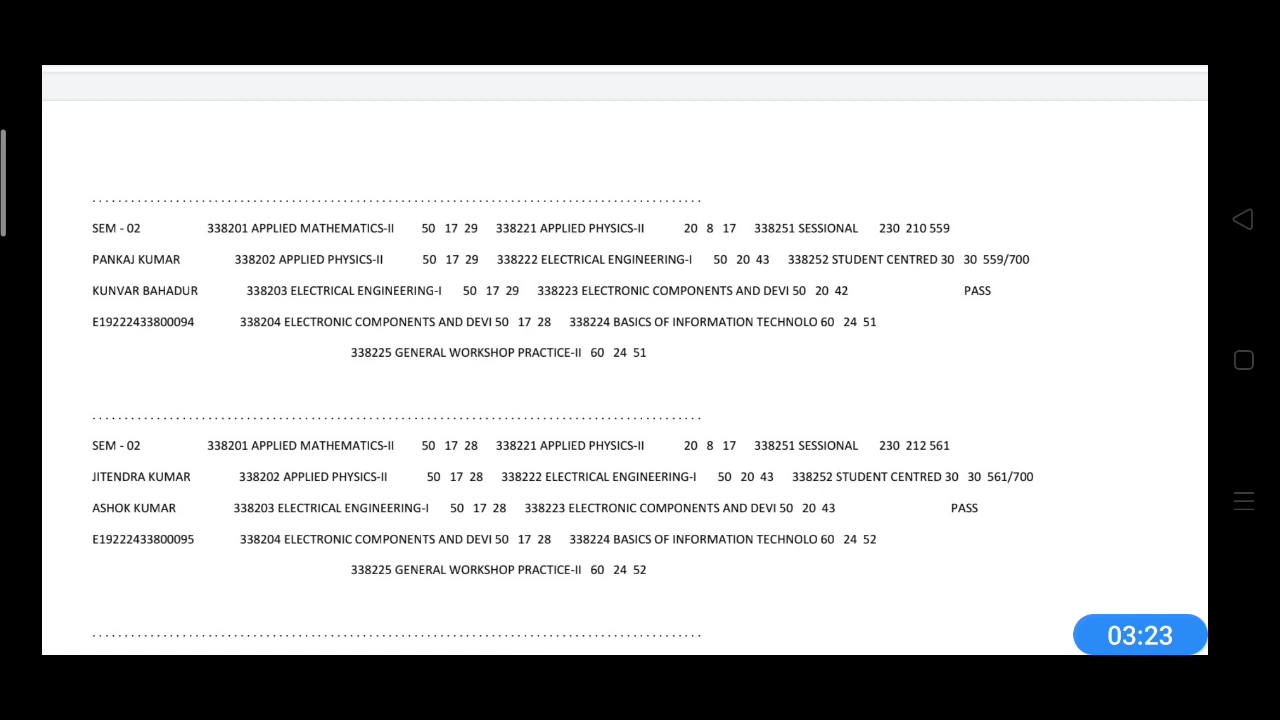 . . . . . . . . . . . . . . . . . . . . . . . . . . . . . . . . . . . . . . . . . . . . . . . . . . . . . . . . . . . . . . . . . . . . . . . . . . . . . . . . . . . . . . . . . . . . . . .
SEM - 02 338201 APPLIED MATHEMATICS-II 50 17 29 338221 APPLIED PHYSICS-II 20 8 17 338251 SESSIONAL 230 210 559
PANKAJ KUMAR 338202 APPLIED PHYSICS-II 50 17 29 338222 ELECTRICAL ENGINEERING-I 50 20 43 338252 STUDENT CENTRED 30 30 559/700
KUNVAR BAHADUR 338203 ELECTRICAL ENGINEERING-I 50 17 29 338223 ELECTRONIC COMPONENTS AND DEVI 50 20 42 PASS
E19222433800094 338204 ELECTRONIC COMPONENTS AND DEVI 50 17 28 338224 BASICS OF INFORMATION TECHNOLO 60 24 51
338225 GENERAL WORKSHOP PRACTICE-II 60 24 51
. . . . . . . . . . . . . . . . . . . . . . . . . . . . . . . . . . . . . . . . . . . . . . . . . . . . . . . . . . . . . . . . . . . . . . . . . . . . . . . . . . . . . . . . . . . . . . .
SEM - 02 338201 APPLIED MATHEMATICS-II 50 17 28 338221 APPLIED PHYSICS-II 20 8 17 338251 SESSIONAL 230 212 561
JITENDRA KUMAR 338202 APPLIED PHYSICS-II 50 17 28 338222 ELECTRICAL ENGINEERING-I 50 20 43 338252 STUDENT CENTRED 30 30 561/700
ASHOK KUMAR 338203 ELECTRICAL ENGINEERING-I 50 17 28 338223 ELECTRONIC COMPONENTS AND DEVI 50 20 43 PASS
E19222433800095 338204 ELECTRONIC COMPONENTS AND DEVI 50 17 28 338224 BASICS OF INFORMATION TECHNOLO 60 24 52
338225 GENERAL WORKSHOP PRACTICE-II 60 24 52
. . . . . . . . . . . . . . . . . . . . . . . . . . . . . . . . . . . . . . . . . . . . . . . . . . . . . . . . . . . . . . . . . . . . . . . . . . . . . . . . . . . . . . . . . . . . . . .
03:23